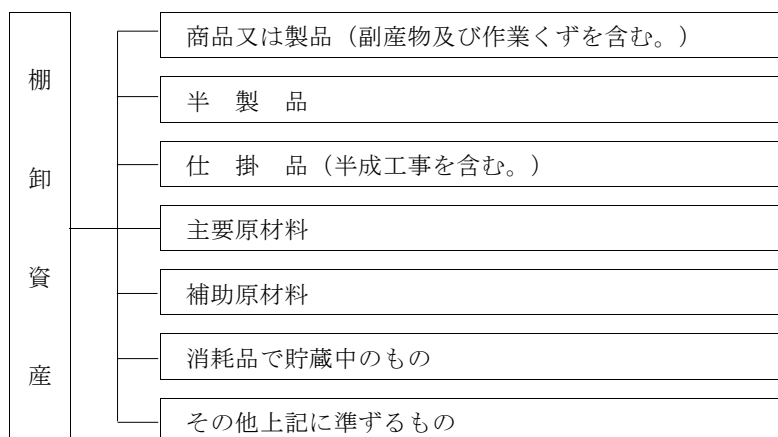 棚卸資産
商品又は製品（副産物及び作業くずを含む。）
半　製　品
仕　掛　品（半成工事を含む。）
主要原材料
補助原材料
消耗品で貯蔵中のもの
その他上記に準ずるもの